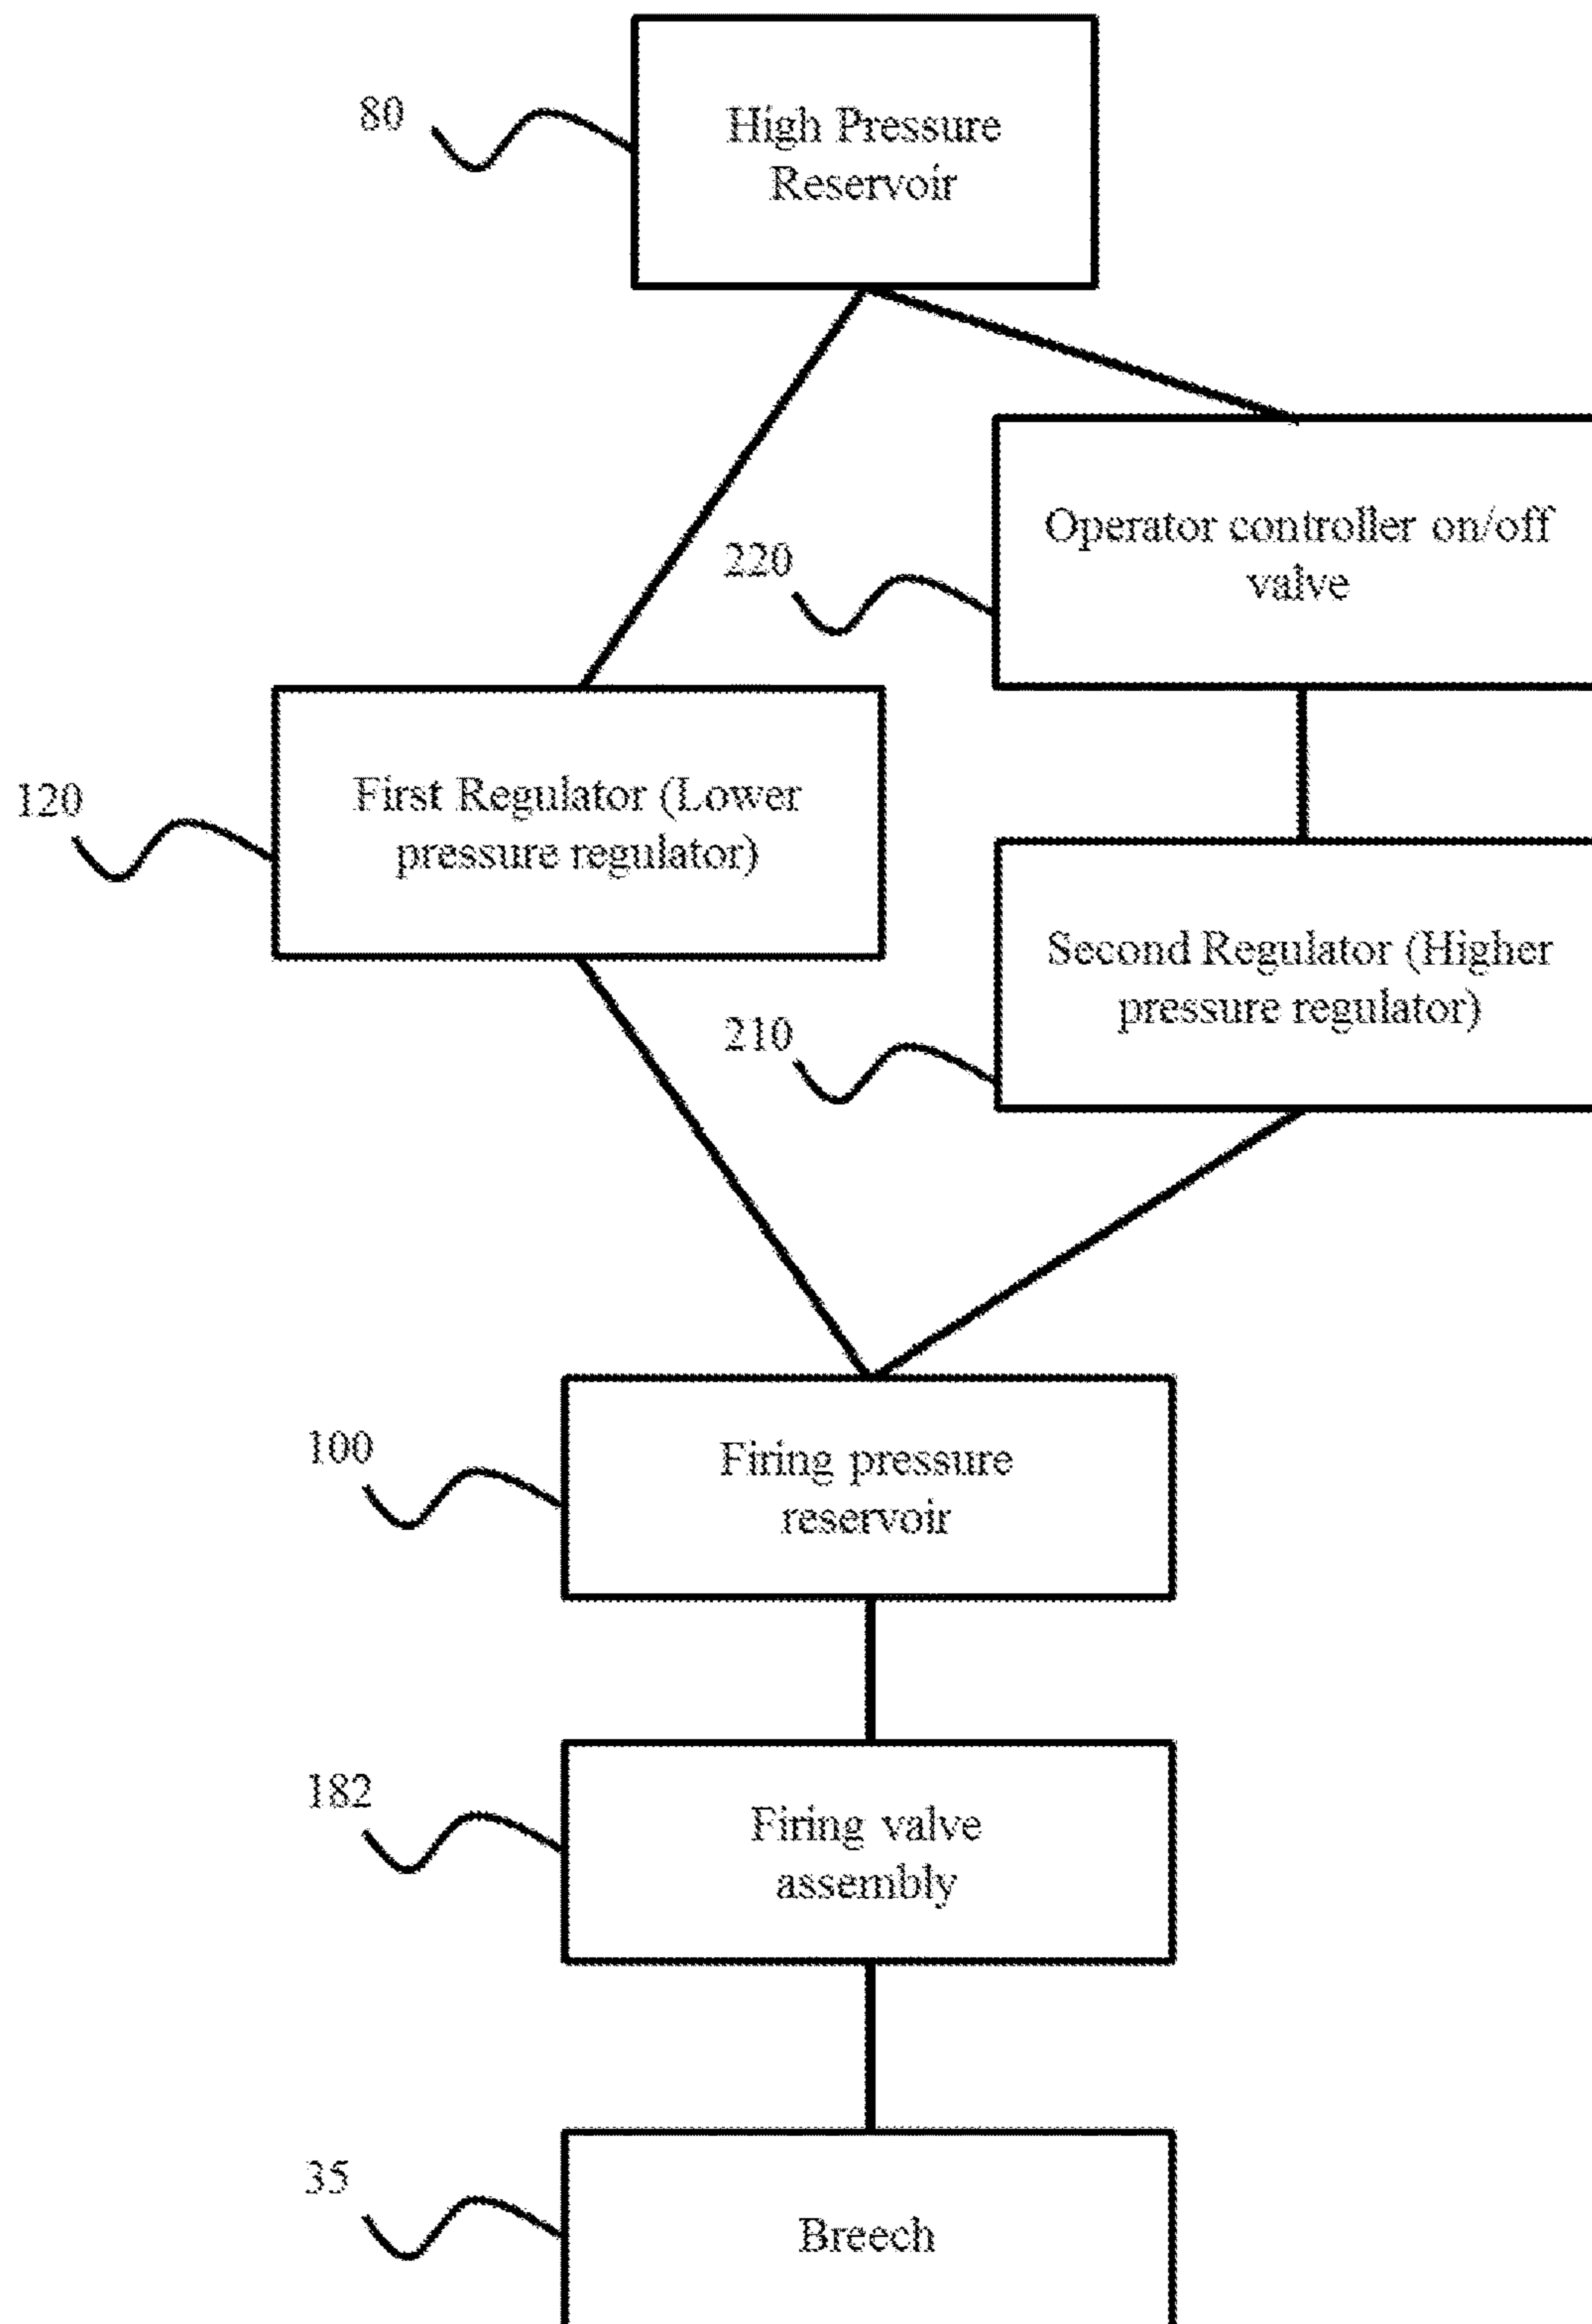 80
High Pressure
Reservoir
220
Operator controller on/off
valve
120
First Regulator (Lower
pressure regulator)
210
Second Regulator (Higher
pressure regulator)
100
Firing pressure
reservoir
182
Firing valve
assembly
35
Breech